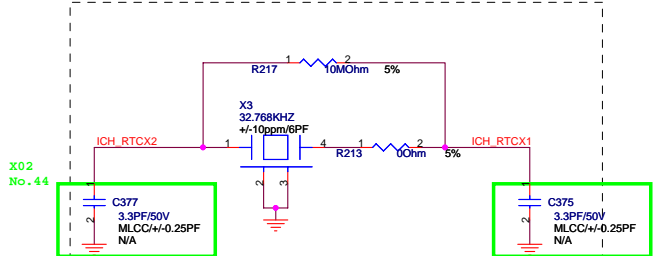 1 2
R217 10MOhm 5%
X3
32.768KHZ
+/-10ppm/6PF
ICH_RTCX2 1 4 1 2 ICH_RTCX1
R213 0Ohm 5%
2 3
X02
No.44
1
C377
2
3.3PF/50V
MLCC/+/-0.25PF
N/A
1
C375
2
3.3PF/50V
MLCC/+/-0.25PF
N/A